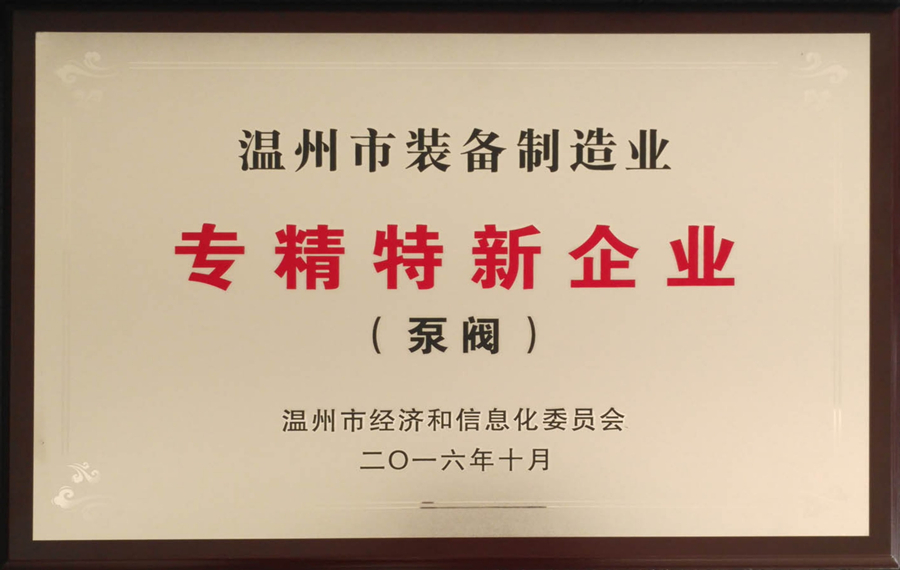 温州市装备制造业
专精特新企业
（泵阀）
温州市经济和信息化委员会
二〇一六年十月